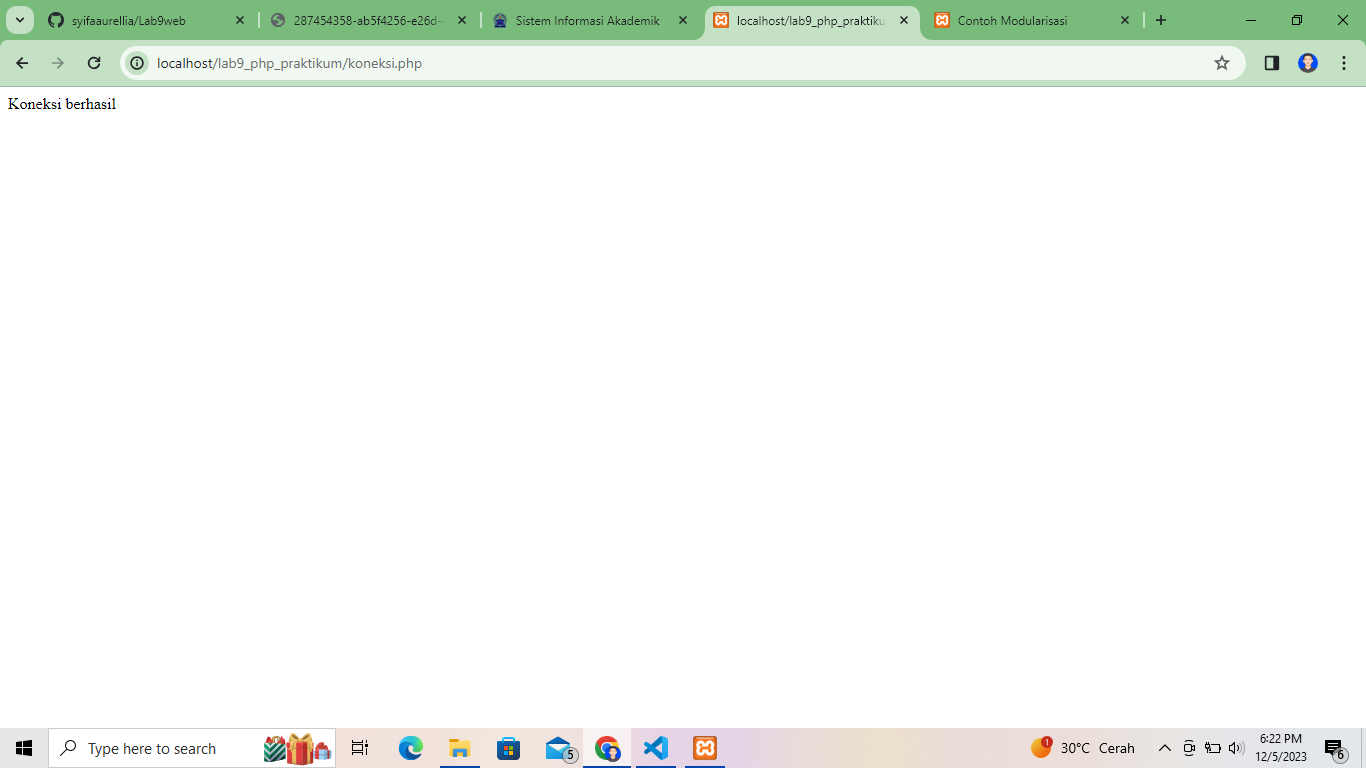 syifaaurellia/Lab9web
287454358-ab5f4256-e26d-
Sistem Informasi Akademik
localhost/lab9_php_praktiku
Contoh Modularisasi
localhost/lab9_php_praktikum/koneksi.php
Koneksi berhasil
Type here to search
5
1
30°C Cerah
6:22 PM
12/5/2023
6